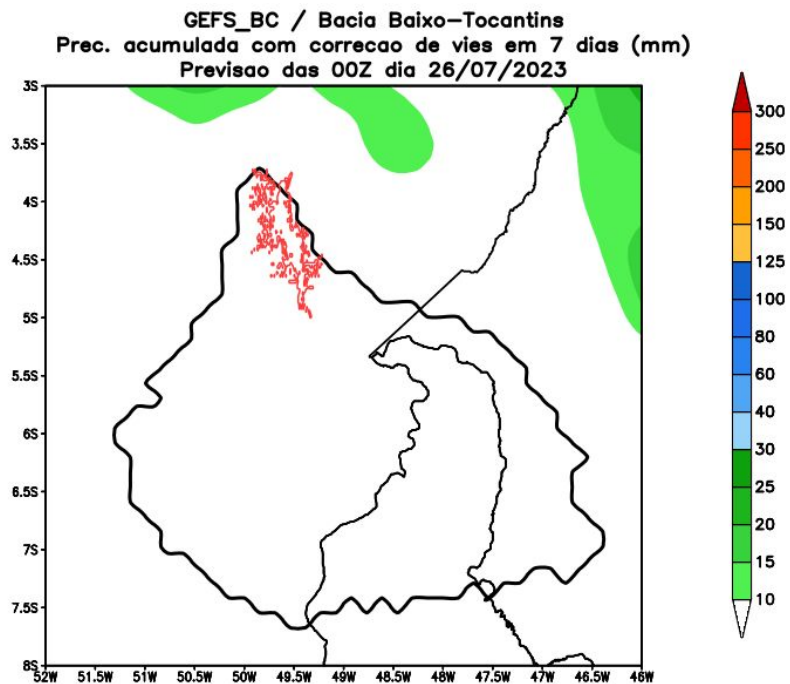 GEFS_BC / Bacia Baixo-Tocantins
Prec. acumulada com correcao de vies em 7 dias (mm)
Previsao das 00Z dia 26/07/2023
3S
3.5S
4S
4.5S
5S
5.5S
6S
6.5S
7S
7.5S
8S
52W 51.5W 51W 50.5W 50W 49.5W 49W 48.5W 48W 47.5W 47W 46.5W 46W
300
250
200
150
125
100
80
60
40
30
25
20
15
10